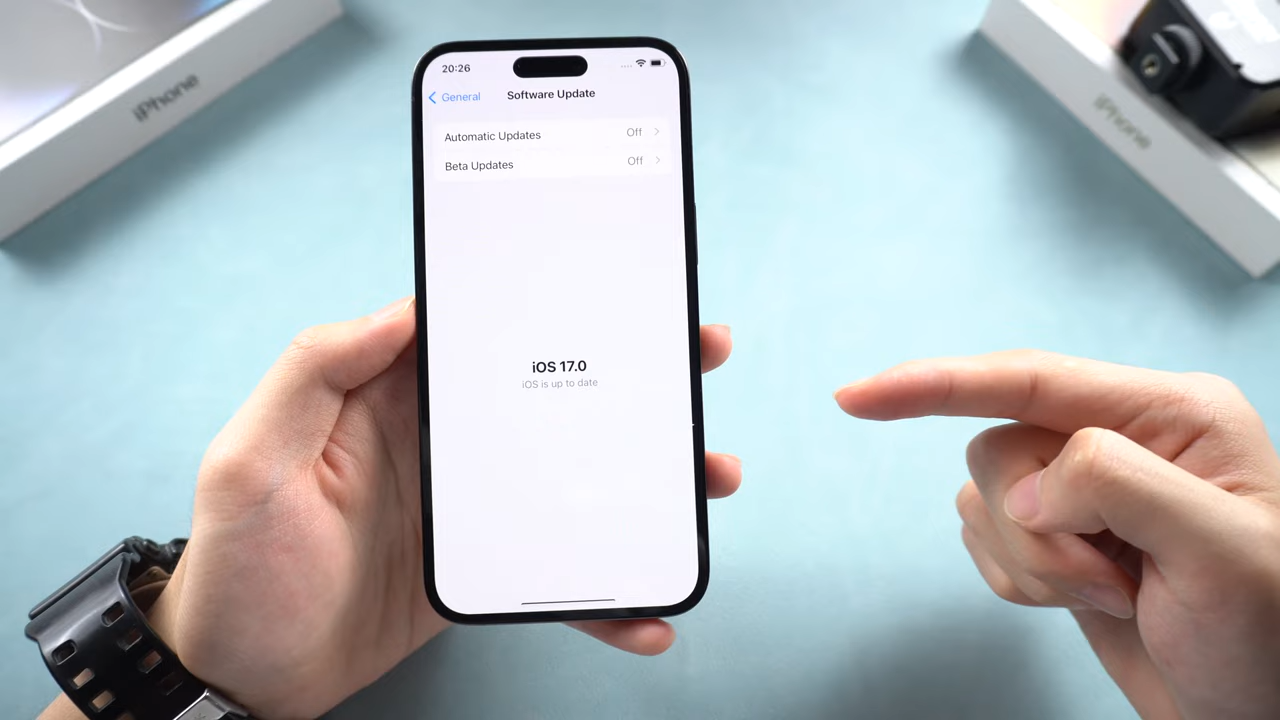 iPhone
iPhone
20:26
General
Software Update
Automatic Updates Off
Beta Updates Off
iOS 17.0
iOS is up to date